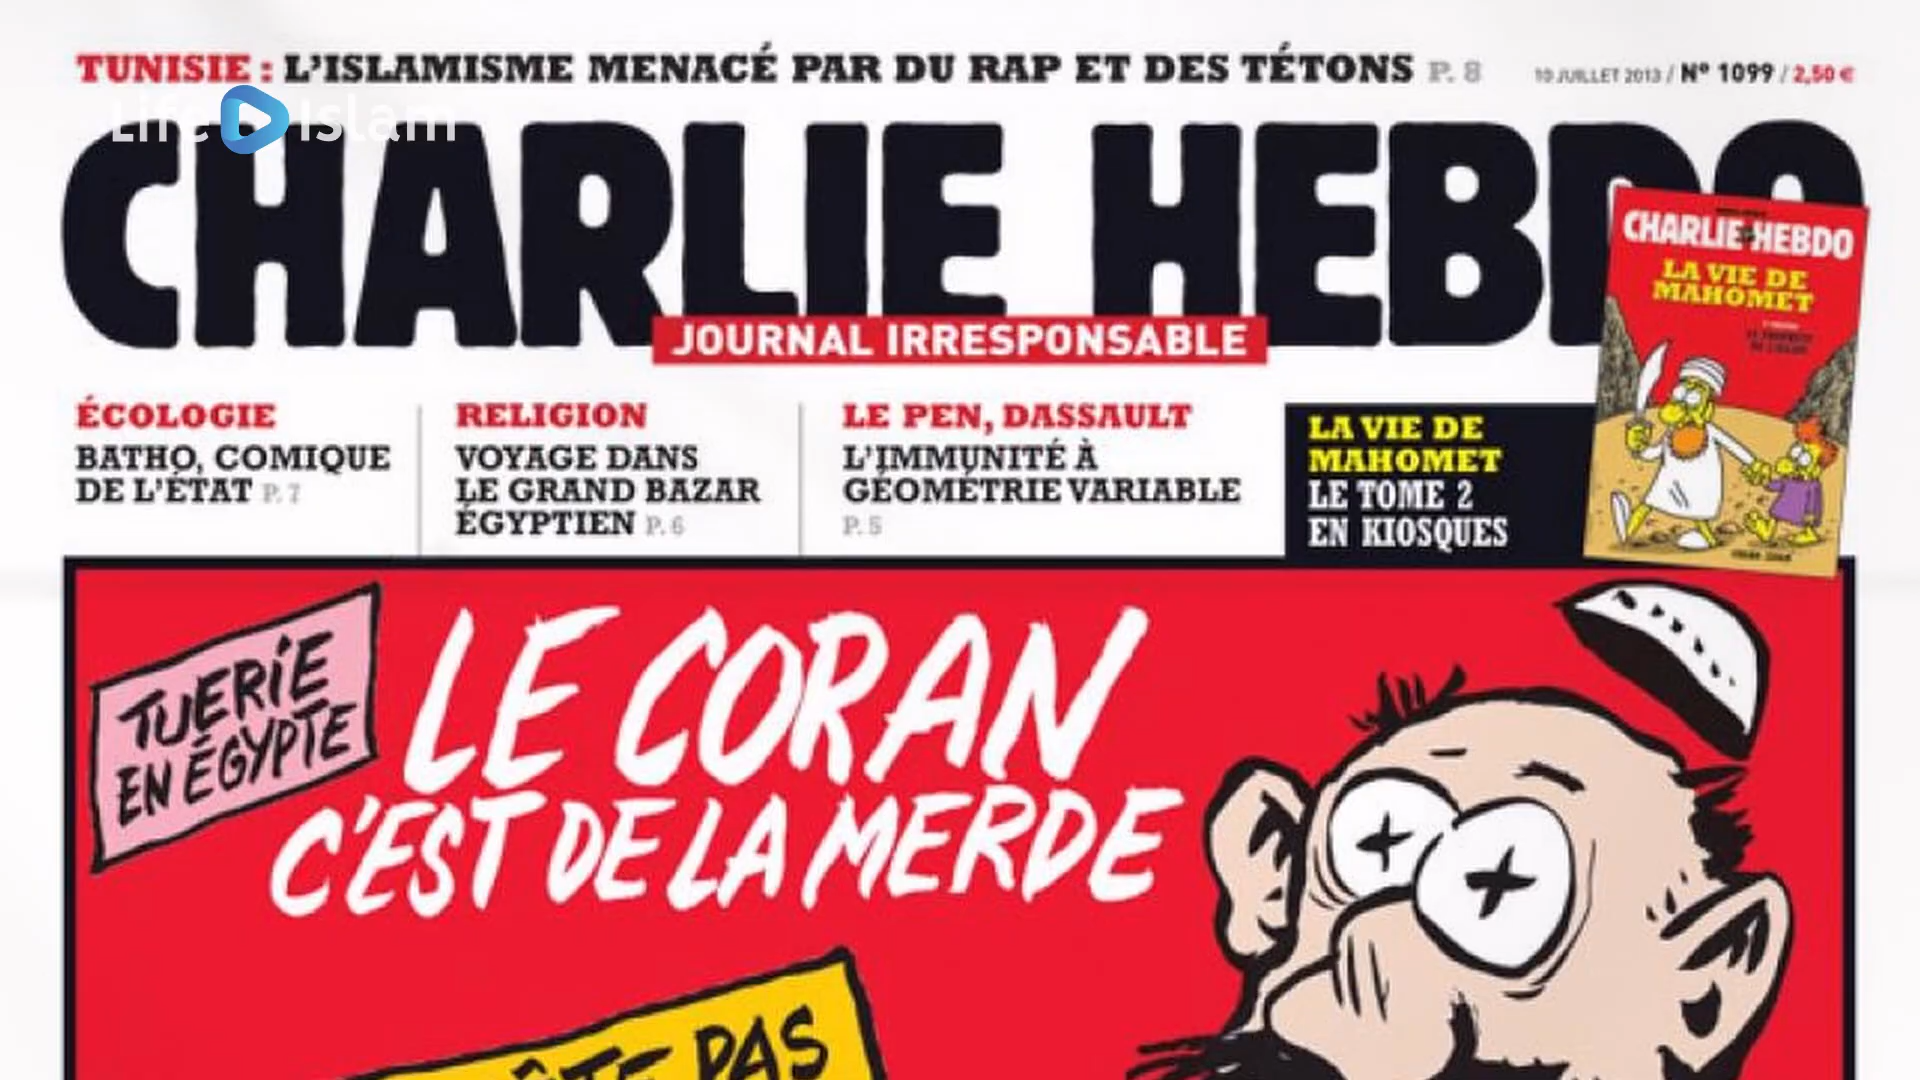 TUNISIE : L'ISLAMISME MENACÉ PAR DU RAP ET DES TÉTONS P. 8
10 JUILLET 2013 / Nº 1099 / 2,50 €
Life Islam
CHARLIE HEBDO
JOURNAL IRRESPONSABLE
CHARLIE HEBDO
LA VIE DE
MAHOMET
ÉCOLOGIE
BATHO, COMIQUE
DE L'ÉTAT P. 7
RELIGION
VOYAGE DANS
LE GRAND BAZAR
ÉGYPTIEN P. 6
LE PEN, DASSAULT
L'IMMUNITÉ À
GÉOMÉTRIE VARIABLE
P. 5
LA VIE DE
MAHOMET
LE TOME 2
EN KIOSQUES
TUERIE
EN ÉGYPTE
LE CORAN
C'EST DE LA MERDE
PAS